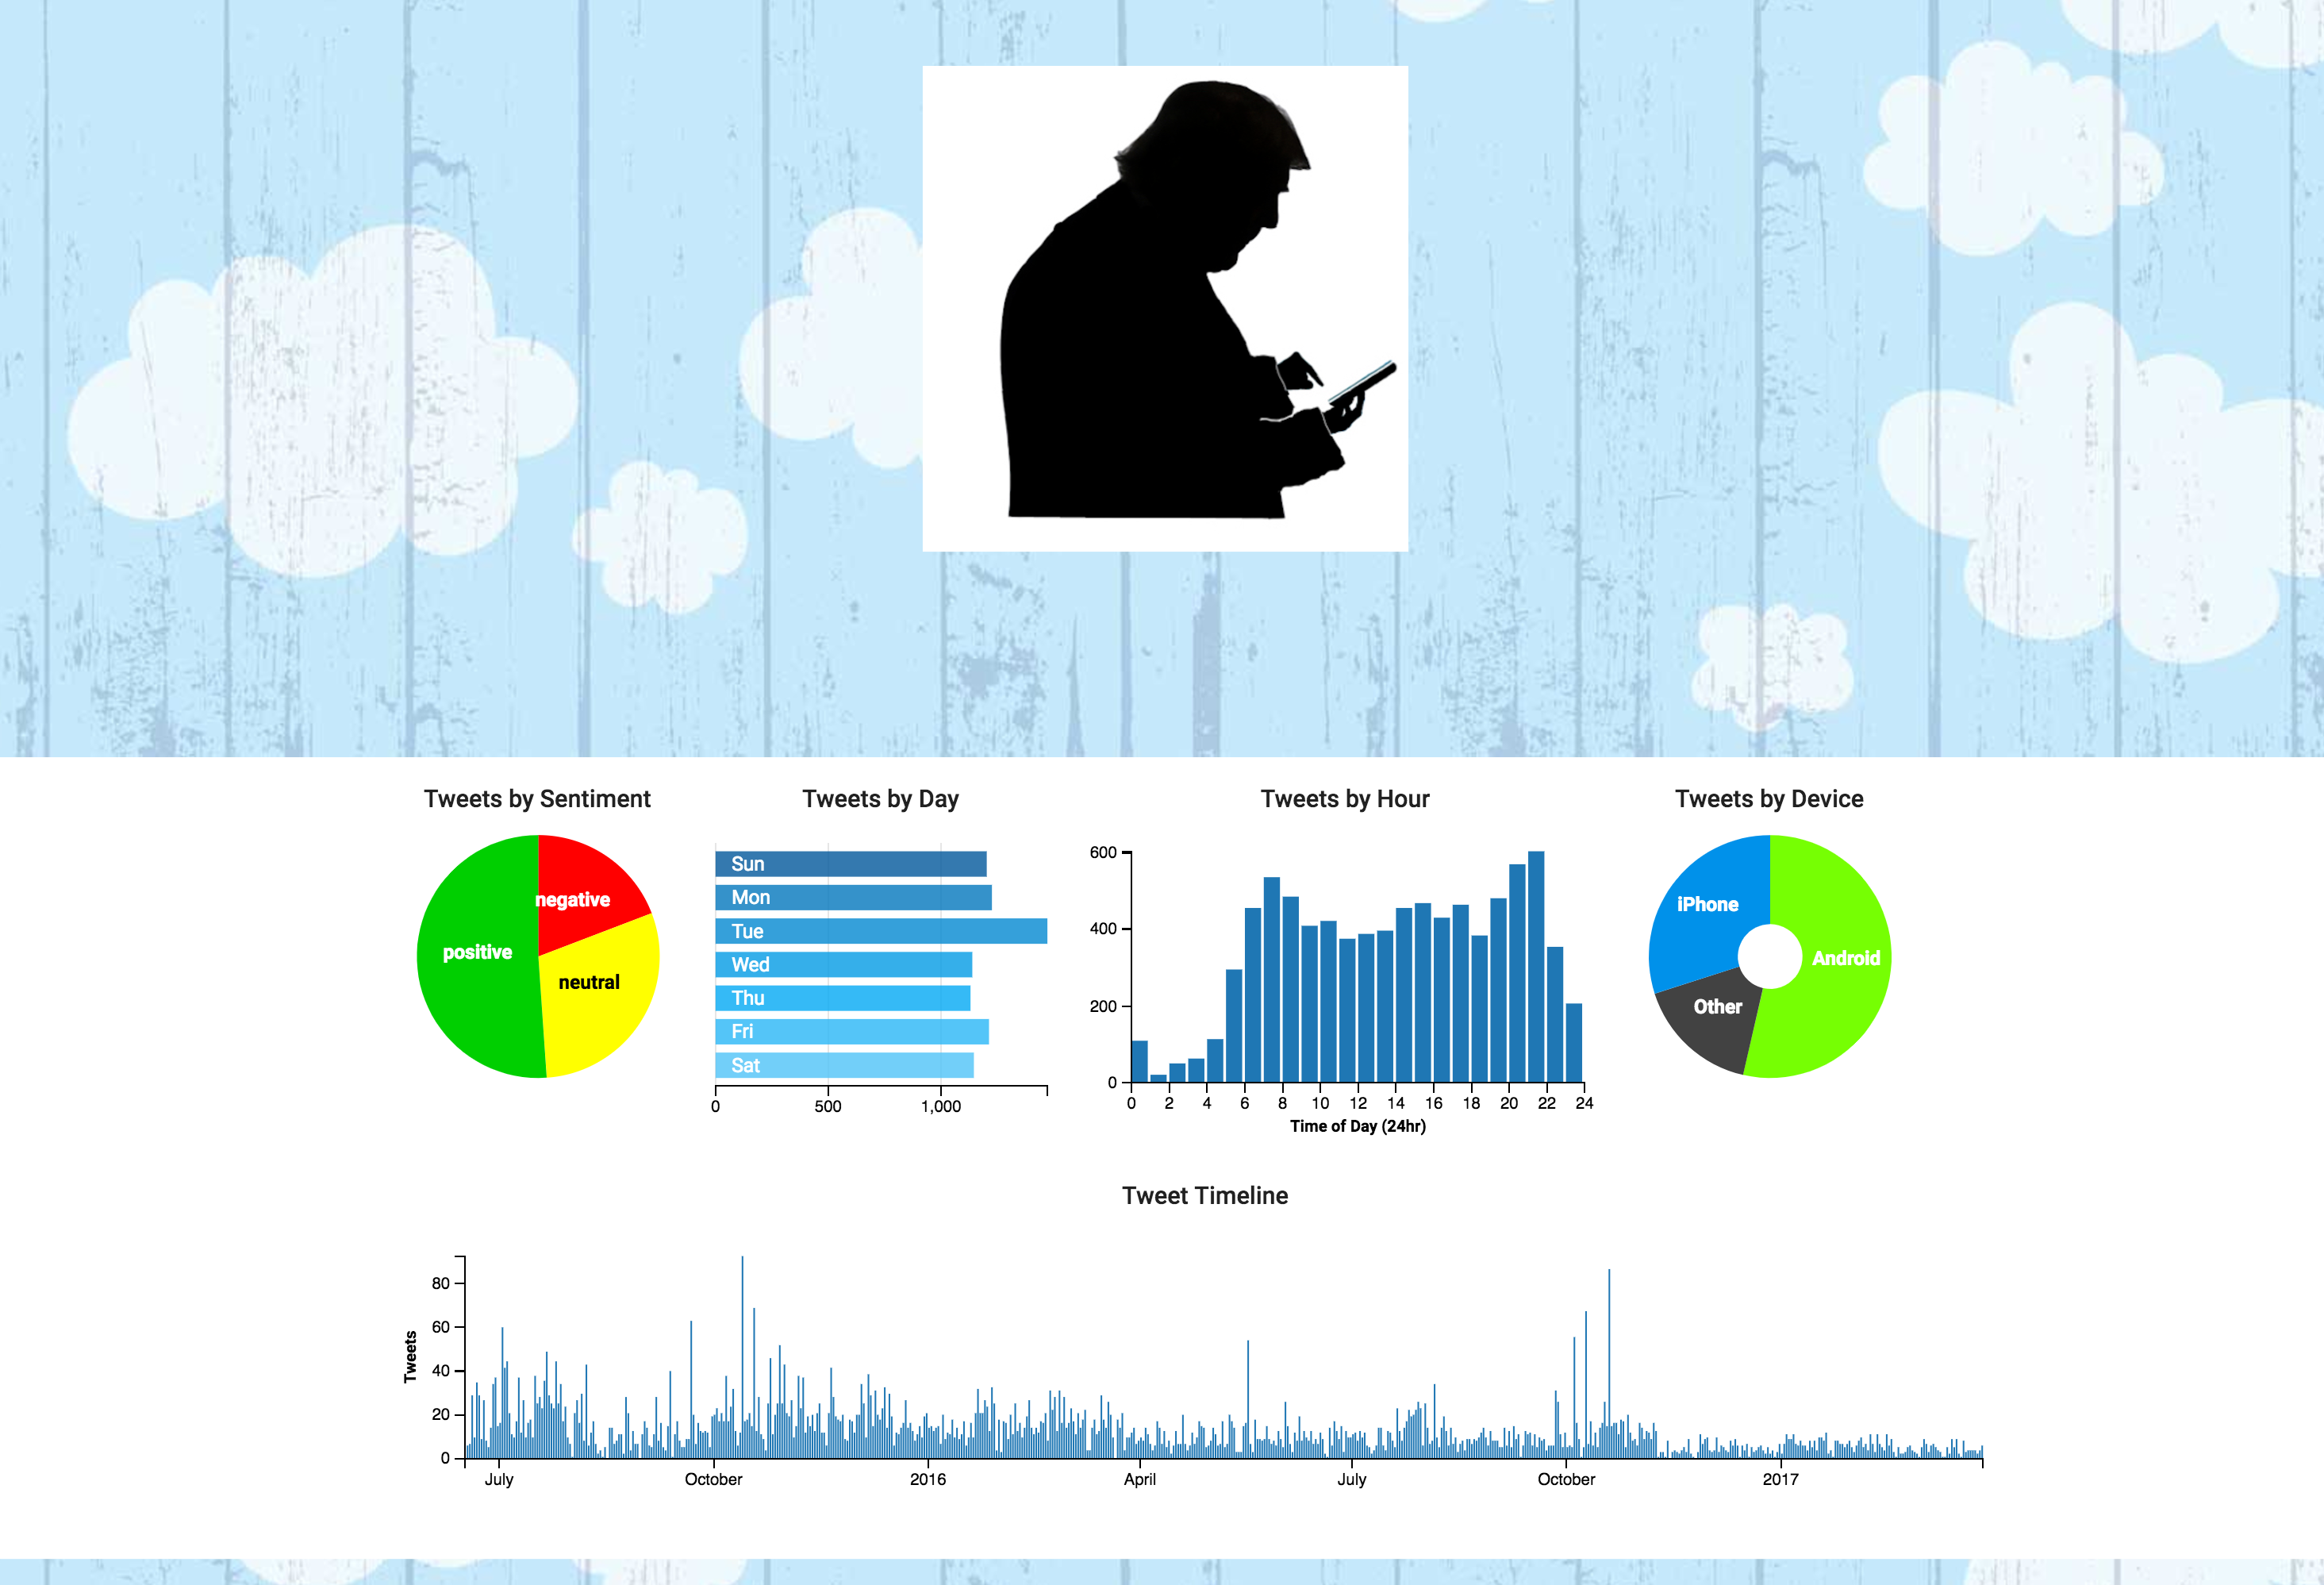 Tweets by Sentiment
negative
positive
neutral
Tweets by Day
Sun
Mon
Tue
Wed
Thu
Fri
Sat
0 500 1,000
Tweets by Hour
600
400
200
0
0 2 4 6 8 10 12 14 16 18 20 22 24
Time of Day (24hr)
Tweets by Device
iPhone
Android
Other
Tweet Timeline
Tweets
80
60
40
20
0
July October 2016 April July October 2017